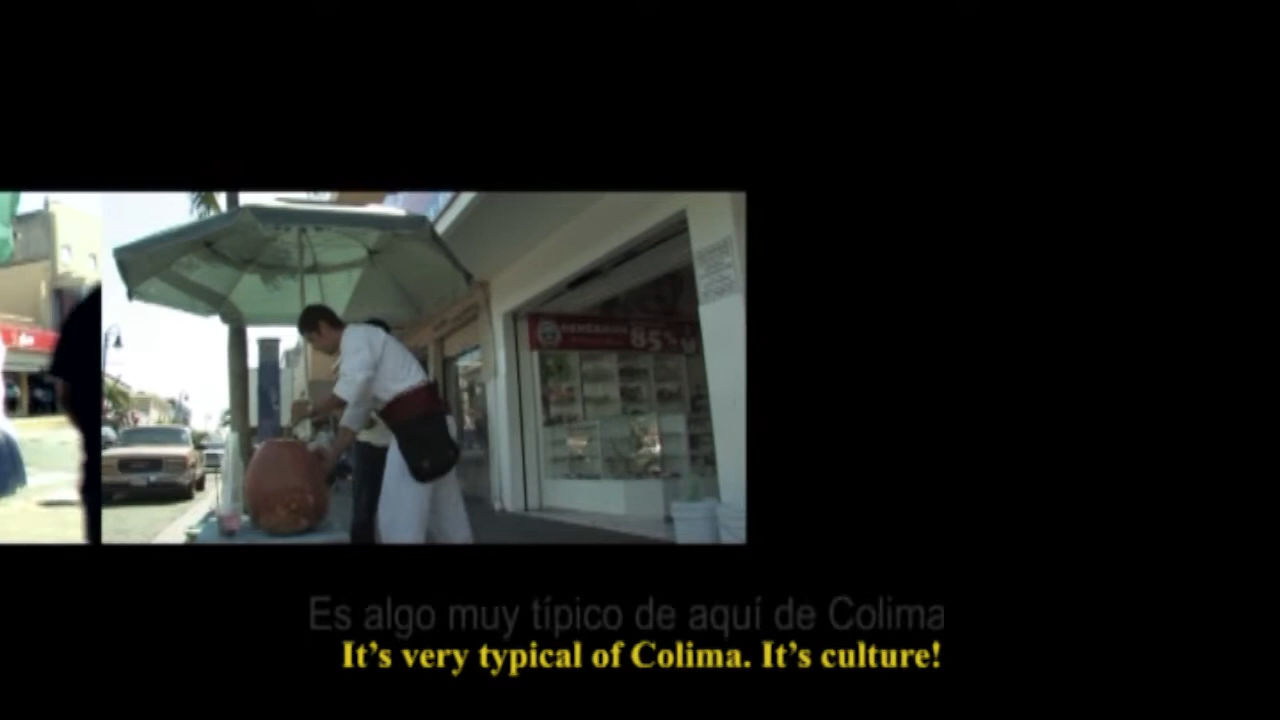 85%
Es algo muy típico de aquí de Colima
It's very typical of Colima. It's culture!